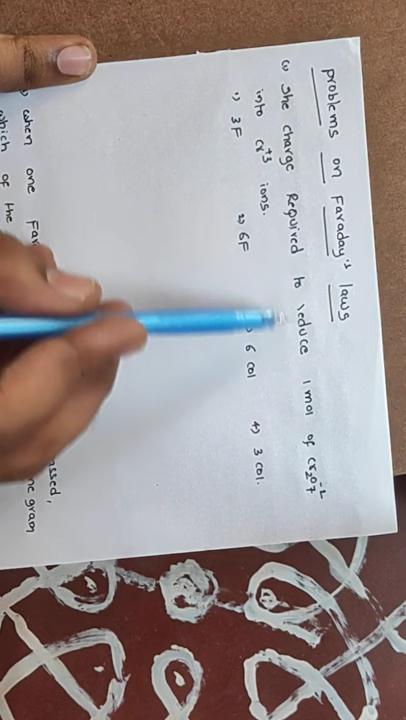 problems on Faraday's laws
(1) The charge Required to reduce 1 mol of Cr2O7-2
into Cr+3 ions.
1) 3F 2) 6F 6 col 4) 3 col.
when one
which of the
ssed,
ne gram